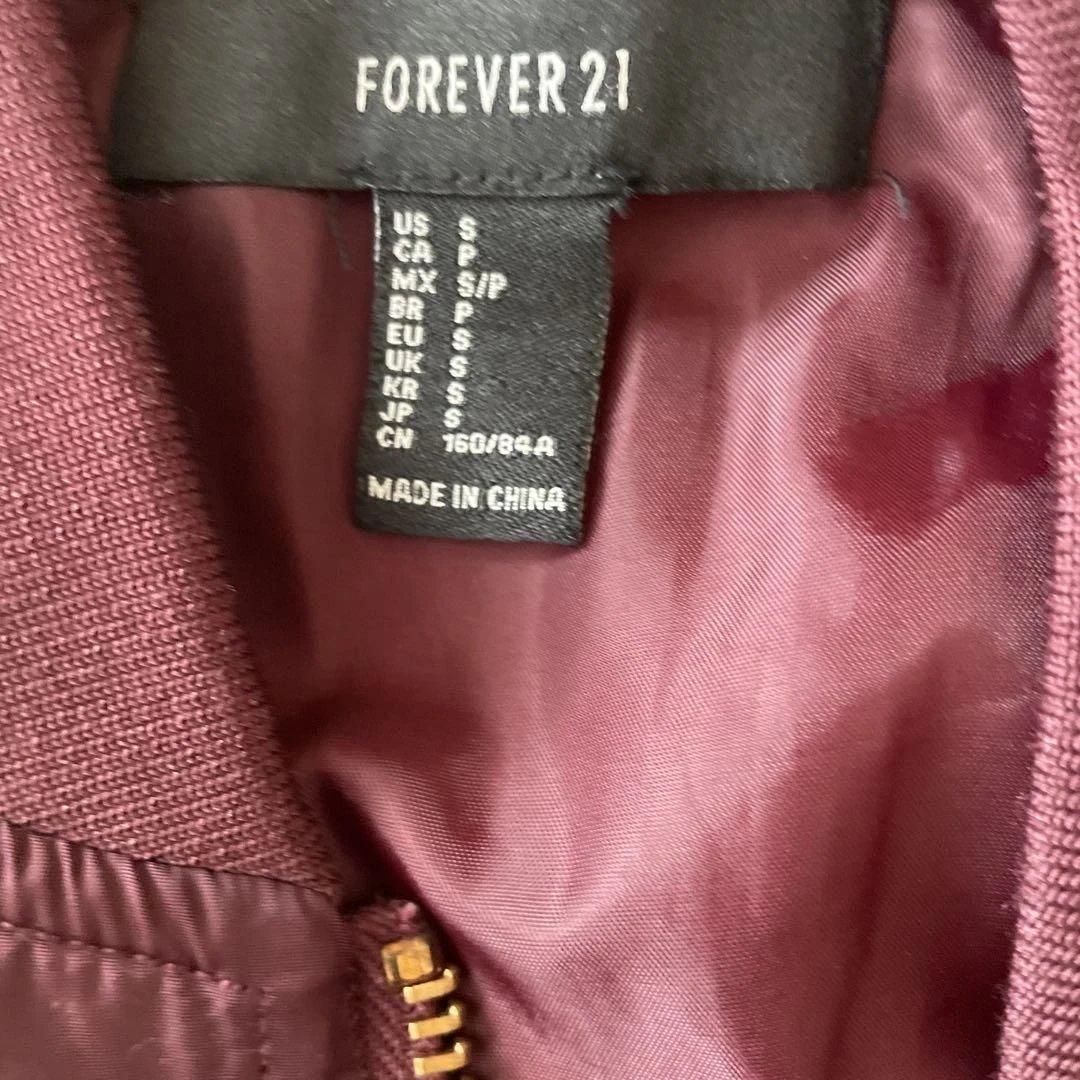 FOREVER 21
US S
CA P
MX S/P
BR P
EU S
UK S
KR S
JP S
CN 160/84A
MADE IN CHINA